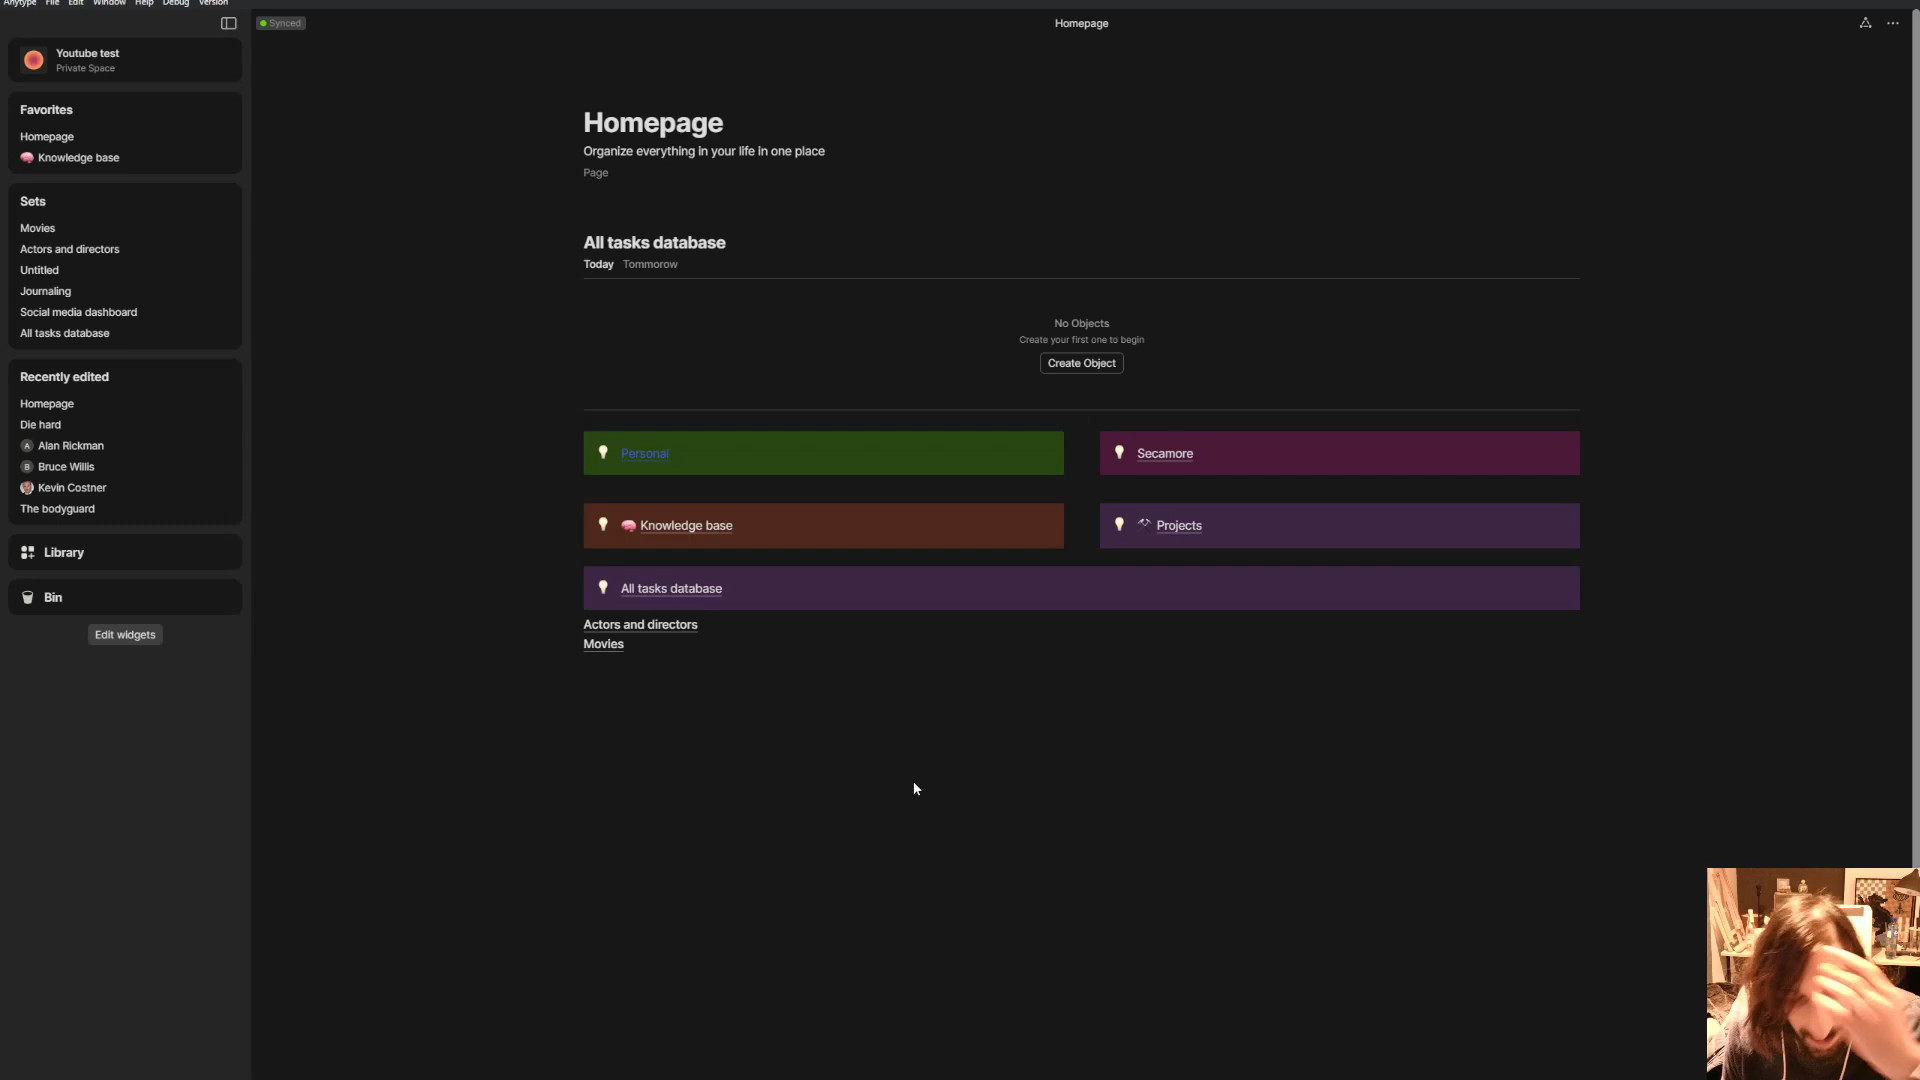 Anytype File Edit Window Help Debug Version
Synced
Homepage
Youtube test
Private Space
Favorites
Homepage
Knowledge base
Sets
Movies
Actors and directors
Untitled
Journaling
Social media dashboard
All tasks database
Recently edited
Homepage
Die hard
A Alan Rickman
B Bruce Willis
Kevin Costner
The bodyguard
Library
Bin
Edit widgets
Homepage
Organize everything in your life in one place
Page
All tasks database
Today Tommorow
No Objects
Create your first one to begin
Create Object
Personal
Secamore
Knowledge base
Projects
All tasks database
Actors and directors
Movies